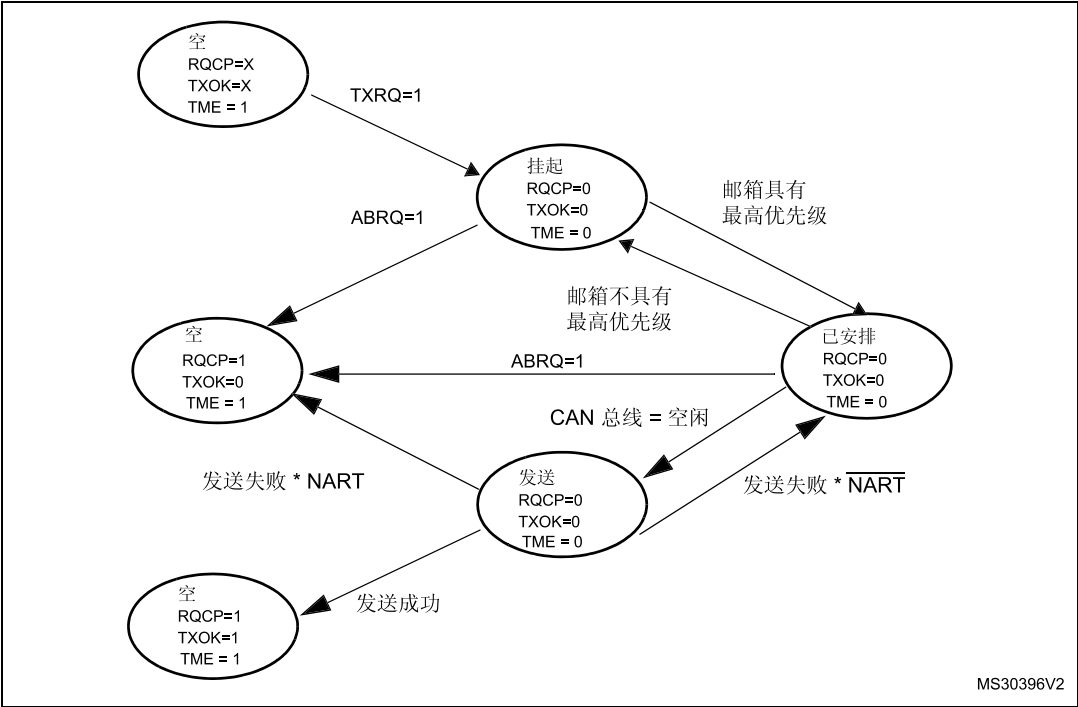 空
RQCP=X
TXOK=X
TME = 1
TXRQ=1
挂起
RQCP=0
TXOK=0
TME = 0
邮箱具有
最高优先级
ABRQ=1
邮箱不具有
最高优先级
空
RQCP=1
TXOK=0
TME = 1
ABRQ=1
已安排
RQCP=0
TXOK=0
TME = 0
CAN 总线 = 空闲
发送失败 * NART
发送
RQCP=0
TXOK=0
TME = 0
发送失败 * N̅A̅R̅T̅
发送成功
空
RQCP=1
TXOK=1
TME = 1
MS30396V2